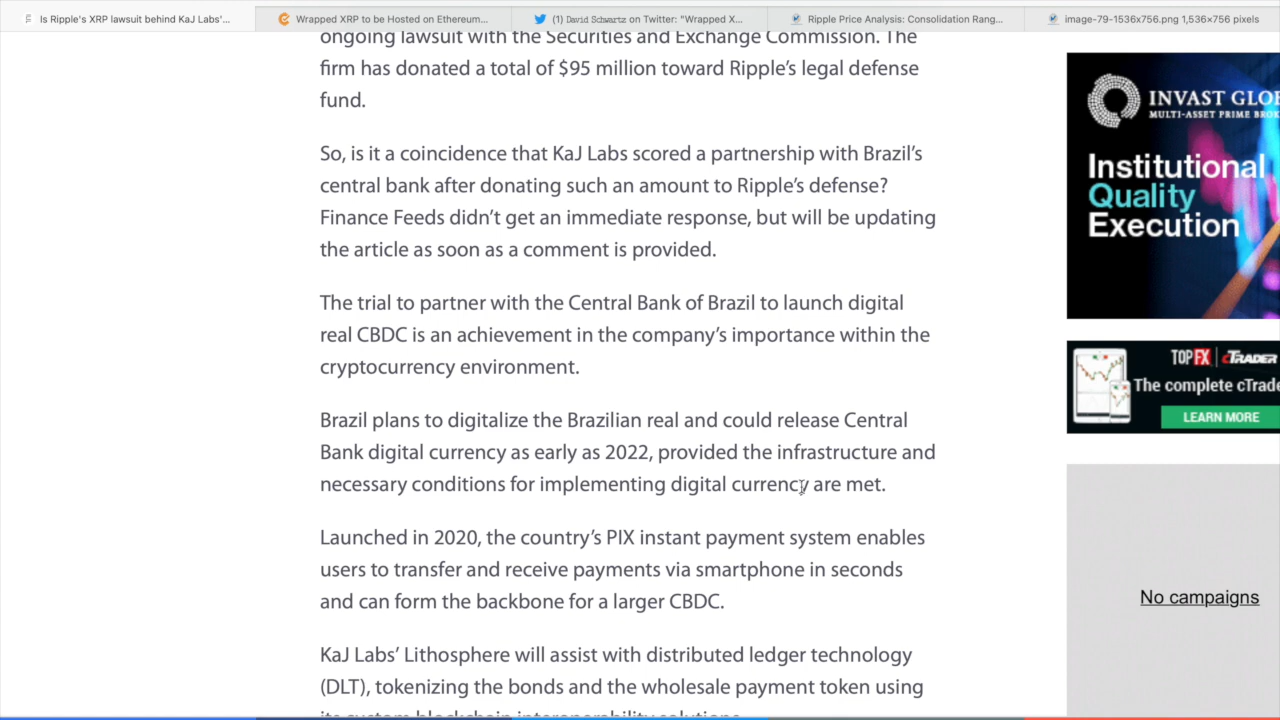 Is Ripple's XRP lawsuit behind KaJ Labs'...
Wrapped XRP to be Hosted on Ethereum...
(1) David Schwartz on Twitter: "Wrapped X...
Ripple Price Analysis: Consolidation Rang...
image-79-1536x756.png 1,536×756 pixels
ongoing lawsuit with the Securities and Exchange Commission. The
firm has donated a total of $95 million toward Ripple's legal defense
fund.
So, is it a coincidence that KaJ Labs scored a partnership with Brazil's
central bank after donating such an amount to Ripple's defense?
Finance Feeds didn't get an immediate response, but will be updating
the article as soon as a comment is provided.
The trial to partner with the Central Bank of Brazil to launch digital
real CBDC is an achievement in the company's importance within the
cryptocurrency environment.
Brazil plans to digitalize the Brazilian real and could release Central
Bank digital currency as early as 2022, provided the infrastructure and
necessary conditions for implementing digital currency are met.
Launched in 2020, the country's PIX instant payment system enables
users to transfer and receive payments via smartphone in seconds
and can form the backbone for a larger CBDC.
KaJ Labs' Lithosphere will assist with distributed ledger technology
(DLT), tokenizing the bonds and the wholesale payment token using
its custom blockchain interoperability solutions.
INVAST GLOB
MULTI-ASSET PRIME BROK
Institutional
Quality
Execution
TOPFX | cTRADER
The complete cTrade
LEARN MORE
No campaigns